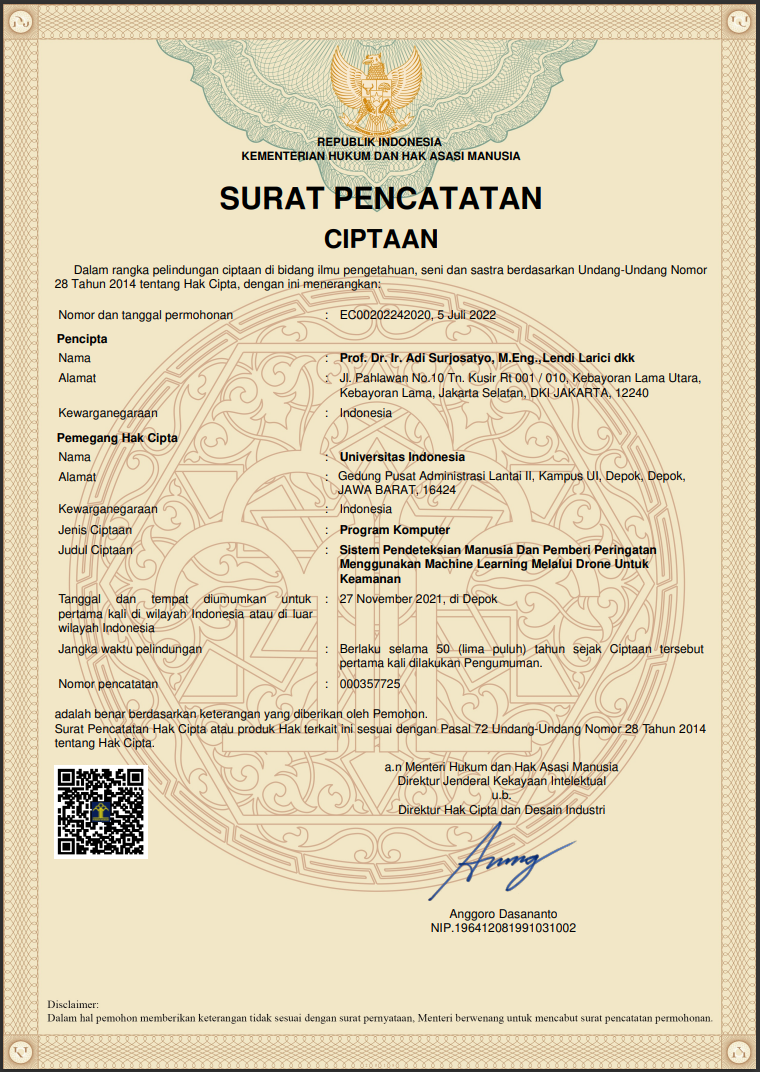 REPUBLIK INDONESIA
KEMENTERIAN HUKUM DAN HAK ASASI MANUSIA
SURAT PENCATATAN
CIPTAAN
Dalam rangka pelindungan ciptaan di bidang ilmu pengetahuan, seni dan sastra berdasarkan Undang-Undang Nomor
28 Tahun 2014 tentang Hak Cipta, dengan ini menerangkan:
Nomor dan tanggal permohonan : EC00202242020, 5 Juli 2022
Pencipta
Nama : Prof. Dr. Ir. Adi Surjosatyo, M.Eng.,Lendi Larici dkk
Alamat : Jl. Pahlawan No.10 Tn. Kusir Rt 001 / 010, Kebayoran Lama Utara,
Kebayoran Lama, Jakarta Selatan, DKI JAKARTA, 12240
Kewarganegaraan : Indonesia
Pemegang Hak Cipta
Nama : Universitas Indonesia
Alamat : Gedung Pusat Administrasi Lantai II, Kampus UI, Depok, Depok,
JAWA BARAT, 16424
Kewarganegaraan : Indonesia
Jenis Ciptaan : Program Komputer
Judul Ciptaan : Sistem Pendeteksian Manusia Dan Pemberi Peringatan
Menggunakan Machine Learning Melalui Drone Untuk
Keamanan
Tanggal dan tempat diumumkan untuk : 27 November 2021, di Depok
pertama kali di wilayah Indonesia atau di luar
wilayah Indonesia
Jangka waktu pelindungan : Berlaku selama 50 (lima puluh) tahun sejak Ciptaan tersebut
pertama kali dilakukan Pengumuman.
Nomor pencatatan : 000357725
adalah benar berdasarkan keterangan yang diberikan oleh Pemohon.
Surat Pencatatan Hak Cipta atau produk Hak terkait ini sesuai dengan Pasal 72 Undang-Undang Nomor 28 Tahun 2014
tentang Hak Cipta.
a.n Menteri Hukum dan Hak Asasi Manusia
Direktur Jenderal Kekayaan Intelektual
u.b.
Direktur Hak Cipta dan Desain Industri
Anggoro Dasananto
NIP.196412081991031002
Disclaimer:
Dalam hal pemohon memberikan keterangan tidak sesuai dengan surat pernyataan, Menteri berwenang untuk mencabut surat pencatatan permohonan.